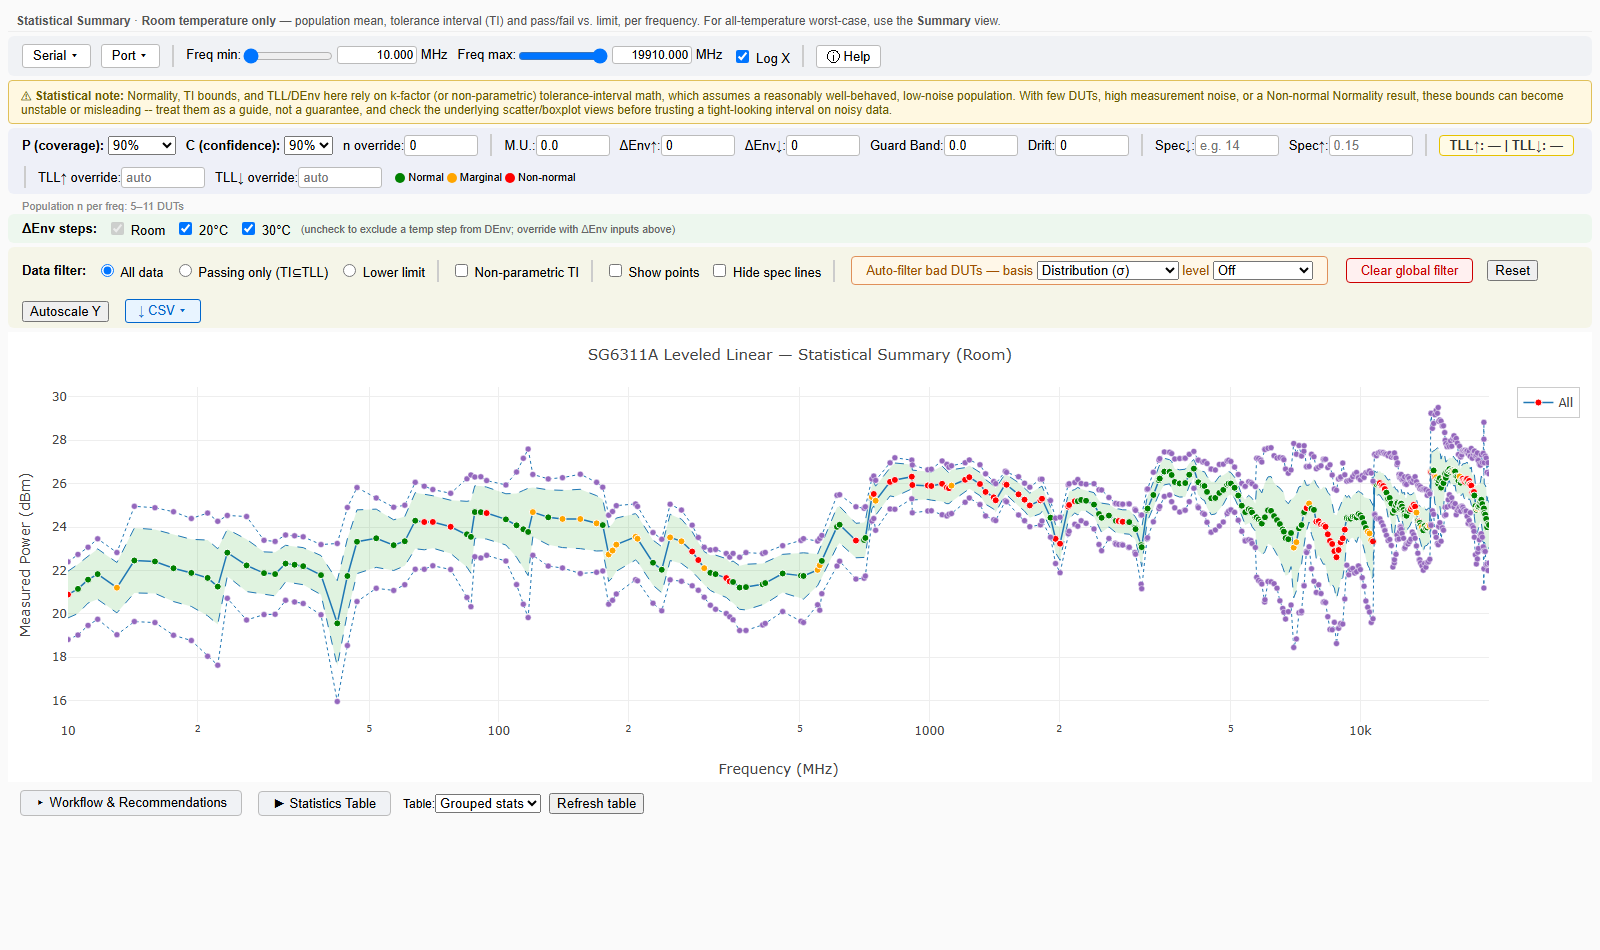 Statistical Summary · Room temperature only — population mean, tolerance interval (TI) and pass/fail vs. limit, per frequency. For all-temperature worst-case, use the Summary view.
Serial ▾ Port ▾ Freq min: 10.000 MHz Freq max: 19910.000 MHz Log X ⓘ Help
⚠ Statistical note: Normality, TI bounds, and TLL/DEnv here rely on k-factor (or non-parametric) tolerance-interval math, which assumes a reasonably well-behaved, low-noise population. With few DUTs, high measurement noise, or a Non-normal Normality result, these bounds can become
unstable or misleading -- treat them as a guide, not a guarantee, and check the underlying scatter/boxplot views before trusting a tight-looking interval on noisy data.
P (coverage): 90% C (confidence): 90% n override: 0 M.U.: 0.0 ΔEnv↑: 0 ΔEnv↓: 0 Guard Band: 0.0 Drift: 0 Spec↓: e.g. 14 Spec↑: 0.15 TLL↑: — | TLL↓: —
TLL↑ override: auto TLL↓ override: auto Normal Marginal Non-normal
Population n per freq: 5–11 DUTs
ΔEnv steps: Room 20°C 30°C (uncheck to exclude a temp step from DEnv; override with ΔEnv inputs above)
Data filter: All data Passing only (TI⊆TLL) Lower limit Non-parametric TI Show points Hide spec lines Auto-filter bad DUTs — basis Distribution (σ) level Off Clear global filter Reset
Autoscale Y ↓ CSV ▾
SG6311A Leveled Linear — Statistical Summary (Room)
All
Measured Power (dBm)
30
28
26
24
22
20
18
16
10 2 5 100 2 5 1000 2 5 10k
Frequency (MHz)
▸ Workflow & Recommendations ▶ Statistics Table Table: Grouped stats Refresh table